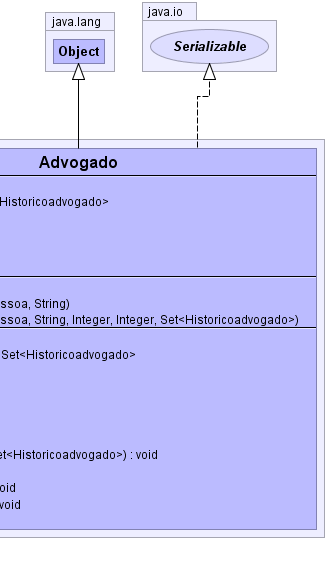 java.lang
java.io
Object
Serializable
Advogado
Historicoadvogado>
ssoa, String)
ssoa, String, Integer, Integer, Set<Historicoadvogado>)
Set<Historicoadvogado>
et<Historicoadvogado>) : void
oid
void